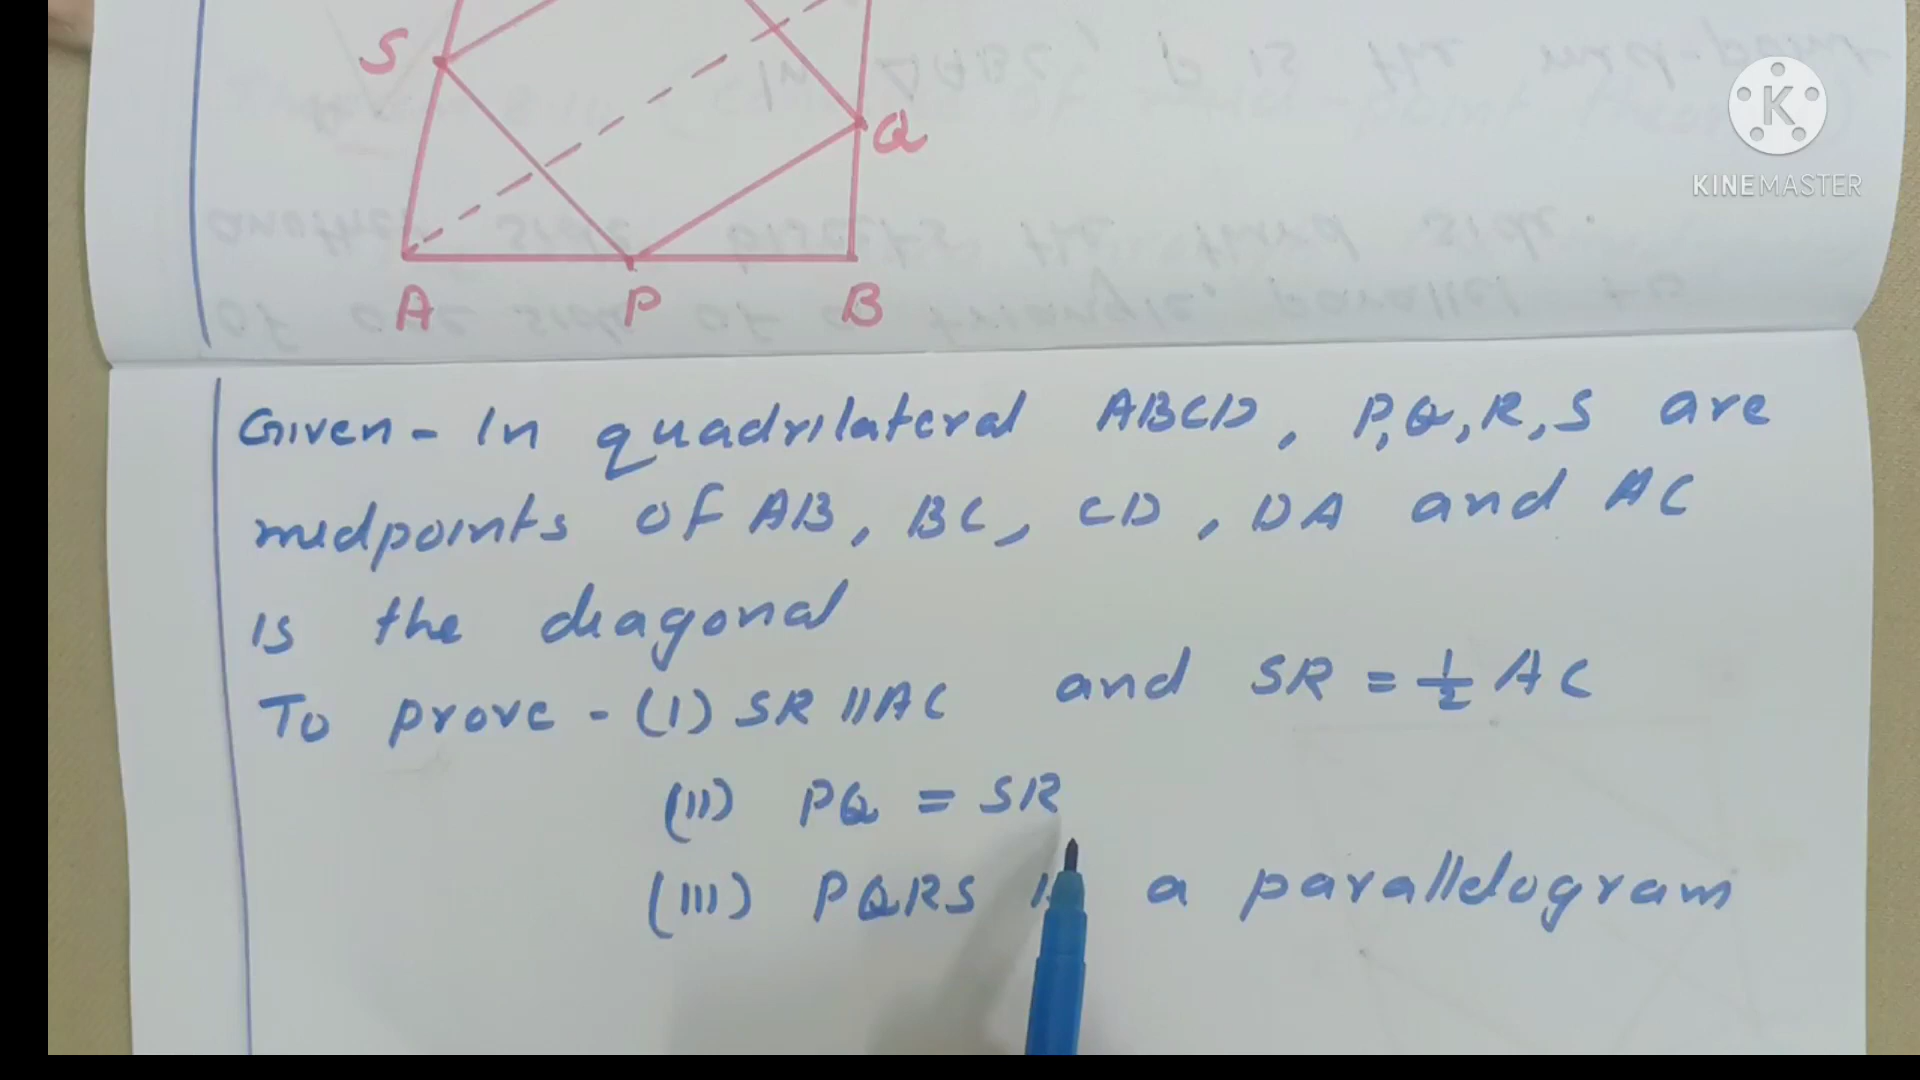 S
Q
A P B
KINEMASTER
Given - In quadrilateral ABCD, P,Q,R,S are
midpoints of AB, BC, CD, DA and AC
is the diagonal
To prove - (I) SR || AC and SR = 1/2 AC
(II) PQ = SR
(III) PQRS a parallelogram